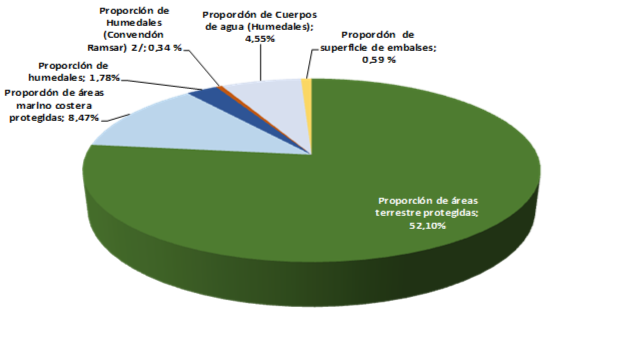 Proporción de
Humedales
(Convención
Ramsar) 2/; 0,34 %
Proporción de Cuerpos
de agua (Humedales);
4,55%
Proporción de
superficie de embalses;
0,59 %
Proporción de
humedales; 1,78%
Proporción de áreas
marino costera
protegidas; 8,47%
Proporción de áreas
terrestre protegidas;
52,10%